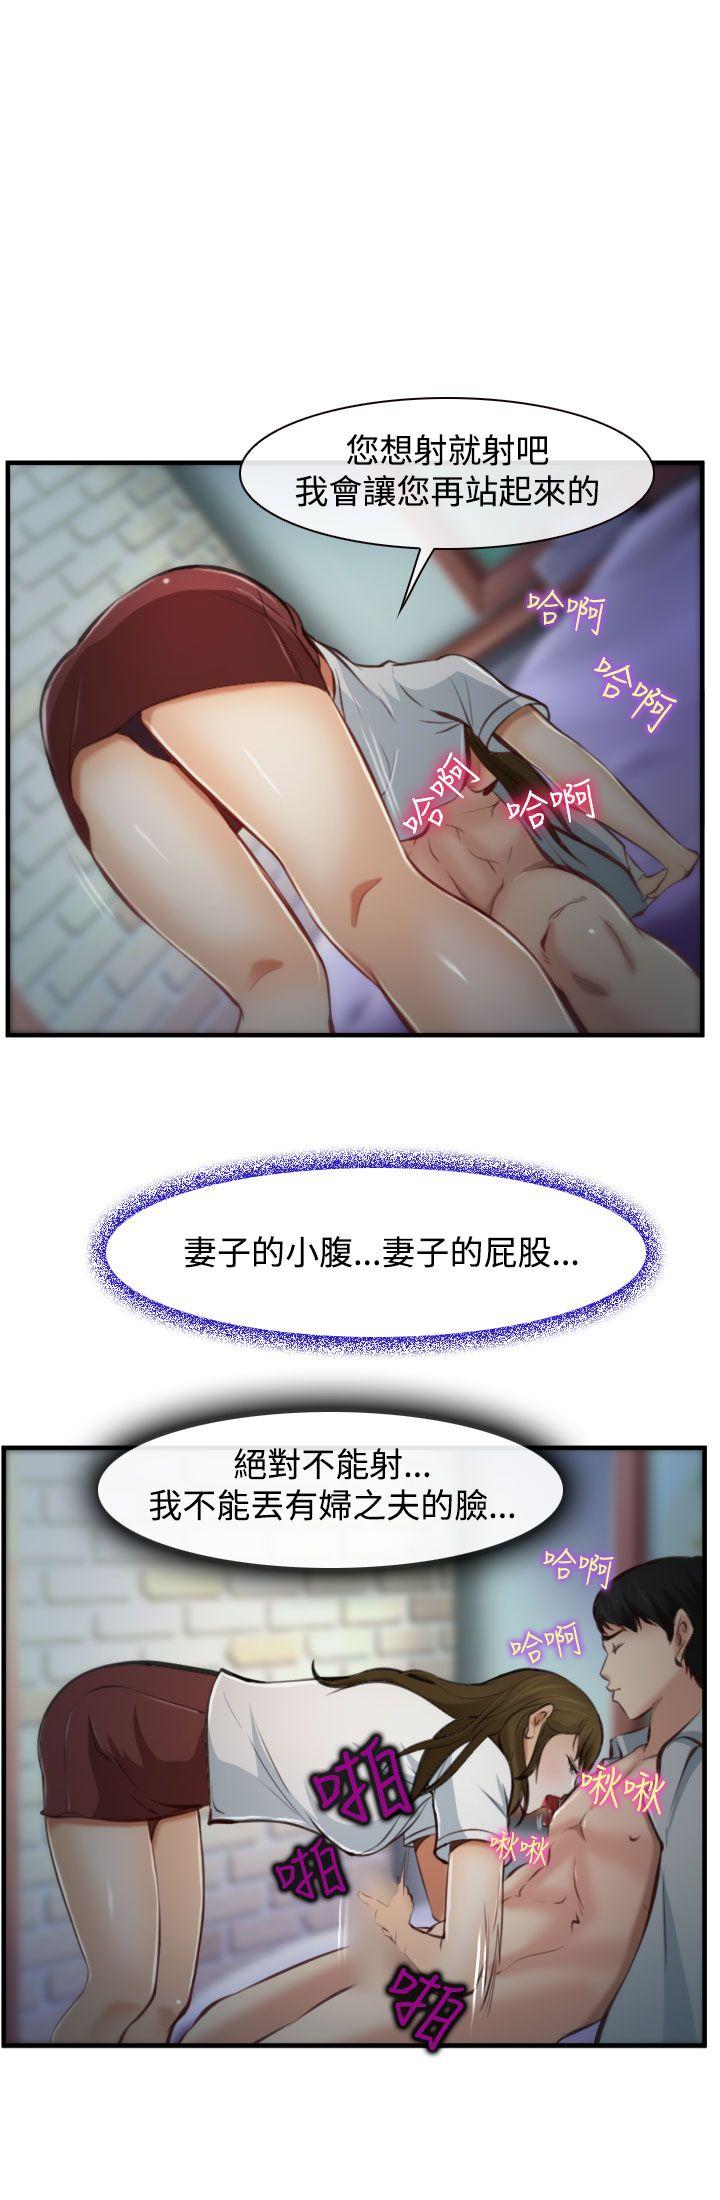 您想射就射吧
我會讓您再站起來的
哈啊
哈啊
哈啊
哈啊
妻子的小腹...妻子的屁股...
絕對不能射...
我不能丟有婦之夫的臉...
哈啊
哈啊
啪
啾啾
啪
啾啾
啪